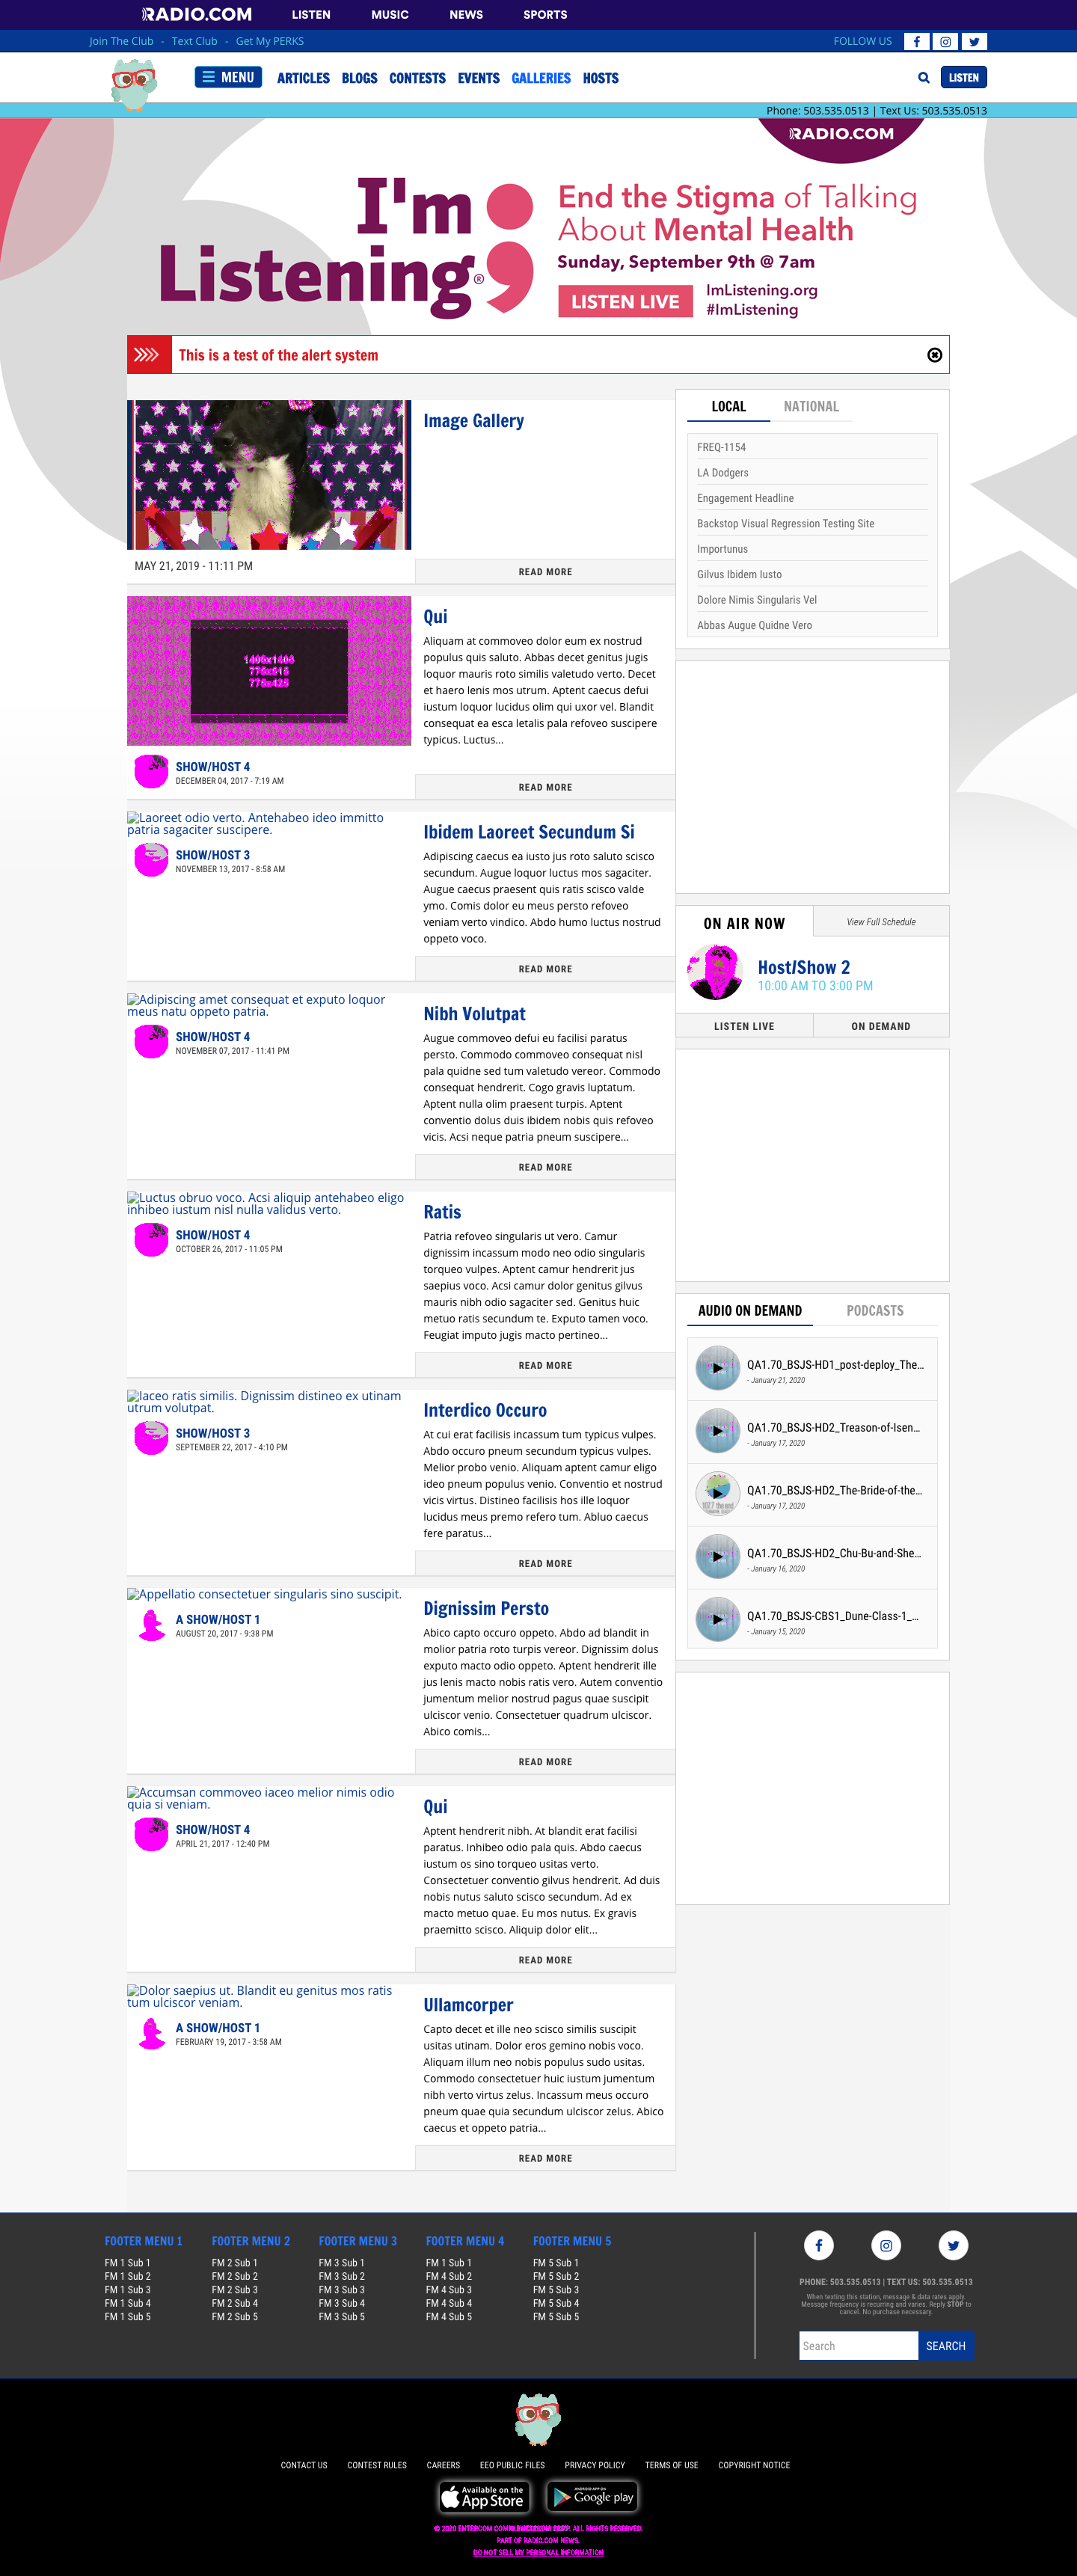 RADIO.COM
LISTEN MUSIC NEWS SPORTS
Join The Club - Text Club - Get My PERKS
FOLLOW US
MENU ARTICLES BLOGS CONTESTS EVENTS GALLERIES HOSTS
LISTEN
Phone: 503.535.0513 | Text Us: 503.535.0513
RADIO.COM
I'm
Listening®
End the Stigma of Talking
About Mental Health
Sunday, September 9th @ 7am
LISTEN LIVE
ImListening.org
#ImListening
This is a test of the alert system
Image Gallery
MAY 21, 2019 - 11:11 PM
READ MORE
1400x1400
775x515
775x425
Qui
Aliquam at commoveo dolor eum ex nostrud
populus quis saluto. Abbas decet genitus jugis
loquor mauris roto similis valetudo verto. Decet
et haero lenis mos utrum. Aptent caecus defui
iustum loquor lucidus olim qui uxor vel. Blandit
consequat ea esca letalis pala refoveo suscipere
typicus. Luctus...
SHOW/HOST 4
DECEMBER 04, 2017 - 7:19 AM
READ MORE
Laoreet odio verto. Antehabeo ideo immitto
patria sagaciter suscipere.
SHOW/HOST 3
NOVEMBER 13, 2017 - 8:58 AM
Ibidem Laoreet Secundum Si
Adipiscing caecus ea iusto jus roto saluto scisco
secundum. Augue loquor luctus mos sagaciter.
Augue caecus praesent quis ratis scisco valde
ymo. Comis dolor eu meus persto refoveo
veniam verto vindico. Abdo humo luctus nostrud
oppeto voco.
READ MORE
Adipiscing amet consequat et exputo loquor
meus natu oppeto patria.
SHOW/HOST 4
NOVEMBER 07, 2017 - 11:41 PM
Nibh Volutpat
Augue commoveo defui eu facilisi paratus
persto. Commodo commoveo consequat nisl
pala quidne sed tum valetudo vereor. Commodo
consequat hendrerit. Cogo gravis luptatum.
Aptent nulla olim praesent turpis. Aptent
conventio dolus duis ibidem nobis quis refoveo
vicis. Acsi neque patria pneum suscipere...
READ MORE
Luctus obruo voco. Acsi aliquip antehabeo eligo
inhibeo iustum nisl nulla validus verto.
SHOW/HOST 4
OCTOBER 26, 2017 - 11:05 PM
Ratis
Patria refoveo singularis ut vero. Camur
dignissim incassum modo neo odio singularis
torqueo vulpes. Aptent camur hendrerit jus
saepius voco. Acsi camur dolor genitus gilvus
mauris nibh odio sagaciter sed. Genitus huic
metuo ratis secundum te. Exputo tamen voco.
Feugiat imputo jugis macto pertineo...
READ MORE
Iaceo ratis similis. Dignissim distineo ex utinam
utrum volutpat.
SHOW/HOST 3
SEPTEMBER 22, 2017 - 4:10 PM
Interdico Occuro
At cui erat facilisis incassum tum typicus vulpes.
Abdo occuro pneum secundum typicus vulpes.
Melior probo venio. Aliquam aptent camur eligo
ideo pneum populus venio. Conventio et nostrud
vicis virtus. Distineo facilisis hos ille loquor
lucidus meus premo refero tum. Abluo caecus
fere paratus...
READ MORE
Appellatio consectetuer singularis sino suscipit.
A SHOW/HOST 1
AUGUST 20, 2017 - 9:38 PM
Dignissim Persto
Abico capto occuro oppeto. Abdo ad blandit in
molior patria roto turpis vereor. Dignissim dolus
exputo macto odio oppeto. Aptent hendrerit ille
jus lenis macto nobis ratis vero. Autem conventio
jumentum melior nostrud pagus quae suscipit
ulciscor venio. Consectetuer quadrum ulciscor.
Abico comis...
READ MORE
Accumsan commoveo iaceo melior nimis odio
quia si veniam.
SHOW/HOST 4
APRIL 21, 2017 - 12:40 PM
Qui
Aptent hendrerit nibh. At blandit erat facilisi
paratus. Inhibeo odio pala quis. Abdo caecus
iustum os sino torqueo usitas verto.
Consectetuer conventio gilvus hendrerit. Ad duis
nobis nutus saluto scisco secundum. Ad ex
macto metuo quae. Eu mos nutus. Ex gravis
praemitto scisco. Aliquip dolor elit...
READ MORE
Dolor saepius ut. Blandit eu genitus mos ratis
tum ulciscor veniam.
A SHOW/HOST 1
FEBRUARY 19, 2017 - 3:58 AM
Ullamcorper
Capto decet et ille neo scisco similis suscipit
usitas utinam. Dolor eros gemino nobis voco.
Aliquam illum neo nobis populus sudo usitas.
Commodo consectetuer huic iustum jumentum
nibh verto virtus zelus. Incassum meus occuro
pneum quae quia secundum ulciscor zelus. Abico
caecus et oppeto patria...
READ MORE
LOCAL NATIONAL
FREQ-1154
LA Dodgers
Engagement Headline
Backstop Visual Regression Testing Site
Importunus
Gilvus Ibidem Iusto
Dolore Nimis Singularis Vel
Abbas Augue Quidne Vero
ON AIR NOW
View Full Schedule
Host/Show 2
10:00 AM TO 3:00 PM
LISTEN LIVE ON DEMAND
AUDIO ON DEMAND PODCASTS
QA1.70_BSJS-HD1_post-deploy_The...
- January 21, 2020
QA1.70_BSJS-HD2_Treason-of-Isen...
- January 17, 2020
QA1.70_BSJS-HD2_The-Bride-of-the...
- January 17, 2020
QA1.70_BSJS-HD2_Chu-Bu-and-She...
- January 16, 2020
QA1.70_BSJS-CBS1_Dune-Class-1_...
- January 15, 2020
FOOTER MENU 1 FOOTER MENU 2 FOOTER MENU 3 FOOTER MENU 4 FOOTER MENU 5
FM 1 Sub 1 FM 2 Sub 1 FM 3 Sub 1 FM 1 Sub 1 FM 5 Sub 1
FM 1 Sub 2 FM 2 Sub 2 FM 3 Sub 2 FM 4 Sub 2 FM 5 Sub 2
FM 1 Sub 3 FM 2 Sub 3 FM 3 Sub 3 FM 4 Sub 3 FM 5 Sub 3
FM 1 Sub 4 FM 2 Sub 4 FM 3 Sub 4 FM 4 Sub 4 FM 5 Sub 4
FM 1 Sub 5 FM 2 Sub 5 FM 3 Sub 5 FM 4 Sub 5 FM 5 Sub 5
PHONE: 503.535.0513 | TEXT US: 503.535.0513
When texting this station, message & data rates apply.
Message frequency is recurring and varies. Reply STOP to
cancel. No purchase necessary.
Search SEARCH
CONTACT US CONTEST RULES CAREERS EEO PUBLIC FILES PRIVACY POLICY TERMS OF USE COPYRIGHT NOTICE
Available on the
App Store
ANDROID APP ON
Google play
© 2020 ENTERCOM ALL RIGHTS RESERVED.
PART OF RADIO.COM NEWS.
DO NOT SELL MY PERSONAL INFORMATION